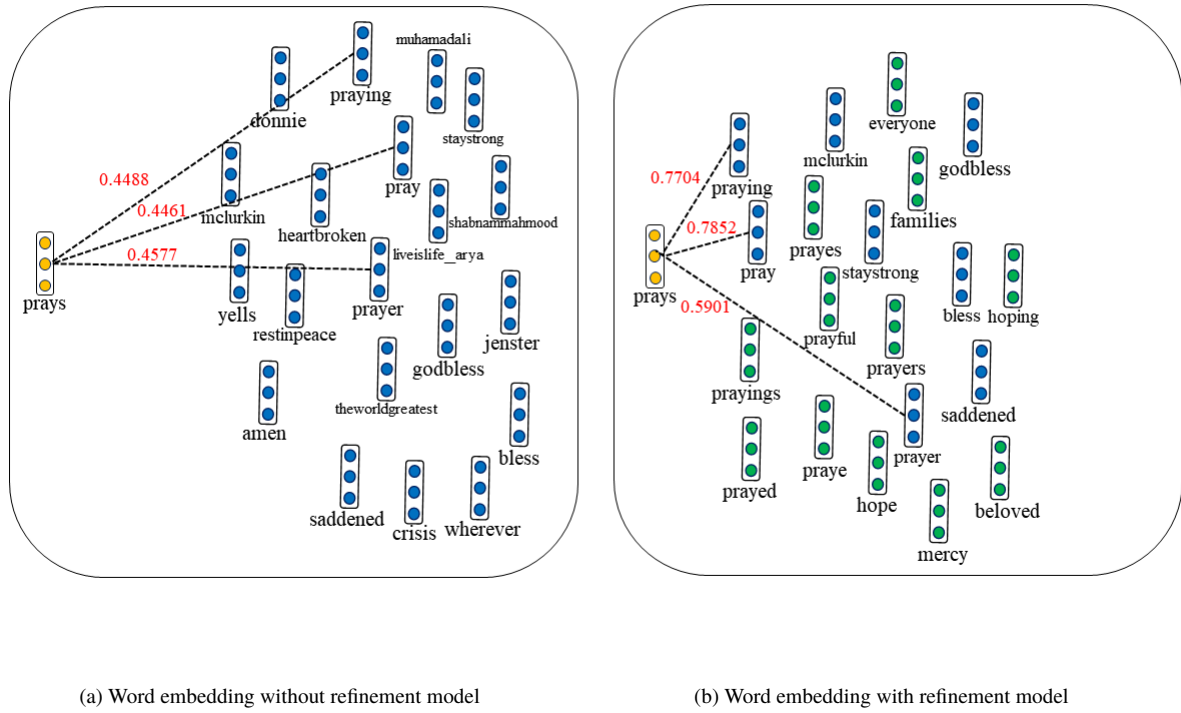 muhamadali
praying
donnie
staystrong
0.4488
pray
mclurkin
0.4461
heartbroken
shabnammahmood
0.4577
liveislife_arya
prays
yells
restinpeace
prayer
jenster
godbless
theworldgreatest
amen
bless
saddened
crisis
wherever
(a) Word embedding without refinement model
everyone
mclurkin
godbless
0.7704
praying
families
0.7852
prayes
pray
staystrong
prays
0.5901
bless
hoping
prayful
prayers
prayings
saddened
prayer
praye
prayed
hope
beloved
mercy
(b) Word embedding with refinement model